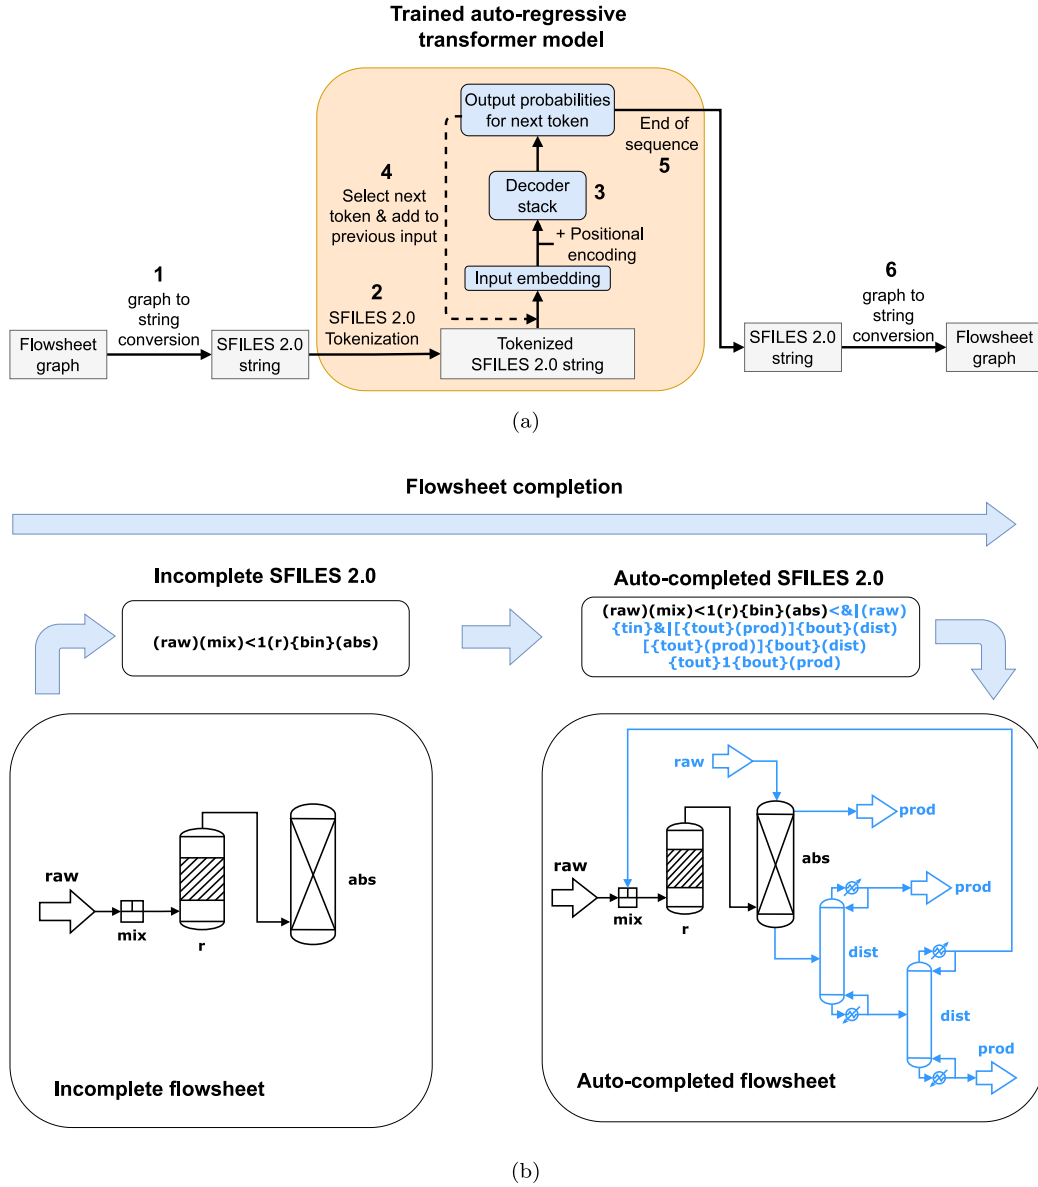 Trained auto-regressive
transformer model
Output probabilities
for next token
End of
sequence
5
4
Select next
token & add to
previous input
Decoder
stack
3
+ Positional
encoding
Input embedding
1
graph to
string
conversion
2
SFILES 2.0
Tokenization
6
graph to
string
conversion
Flowsheet
graph
SFILES 2.0
string
Tokenized
SFILES 2.0 string
SFILES 2.0
string
Flowsheet
graph
(a)
Flowsheet completion
Incomplete SFILES 2.0
Auto-completed SFILES 2.0
(raw)(mix)<1(r){bin}(abs)
(raw)(mix)<1(r){bin}(abs)<&|(raw)
{tin}&|[{tout}(prod)]{bout}(dist)
[{tout}(prod)]{bout}(dist)
{tout}1{bout}(prod)
raw
mix
r
abs
Incomplete flowsheet
raw
prod
raw
abs
mix
r
prod
dist
dist
prod
Auto-completed flowsheet
(b)